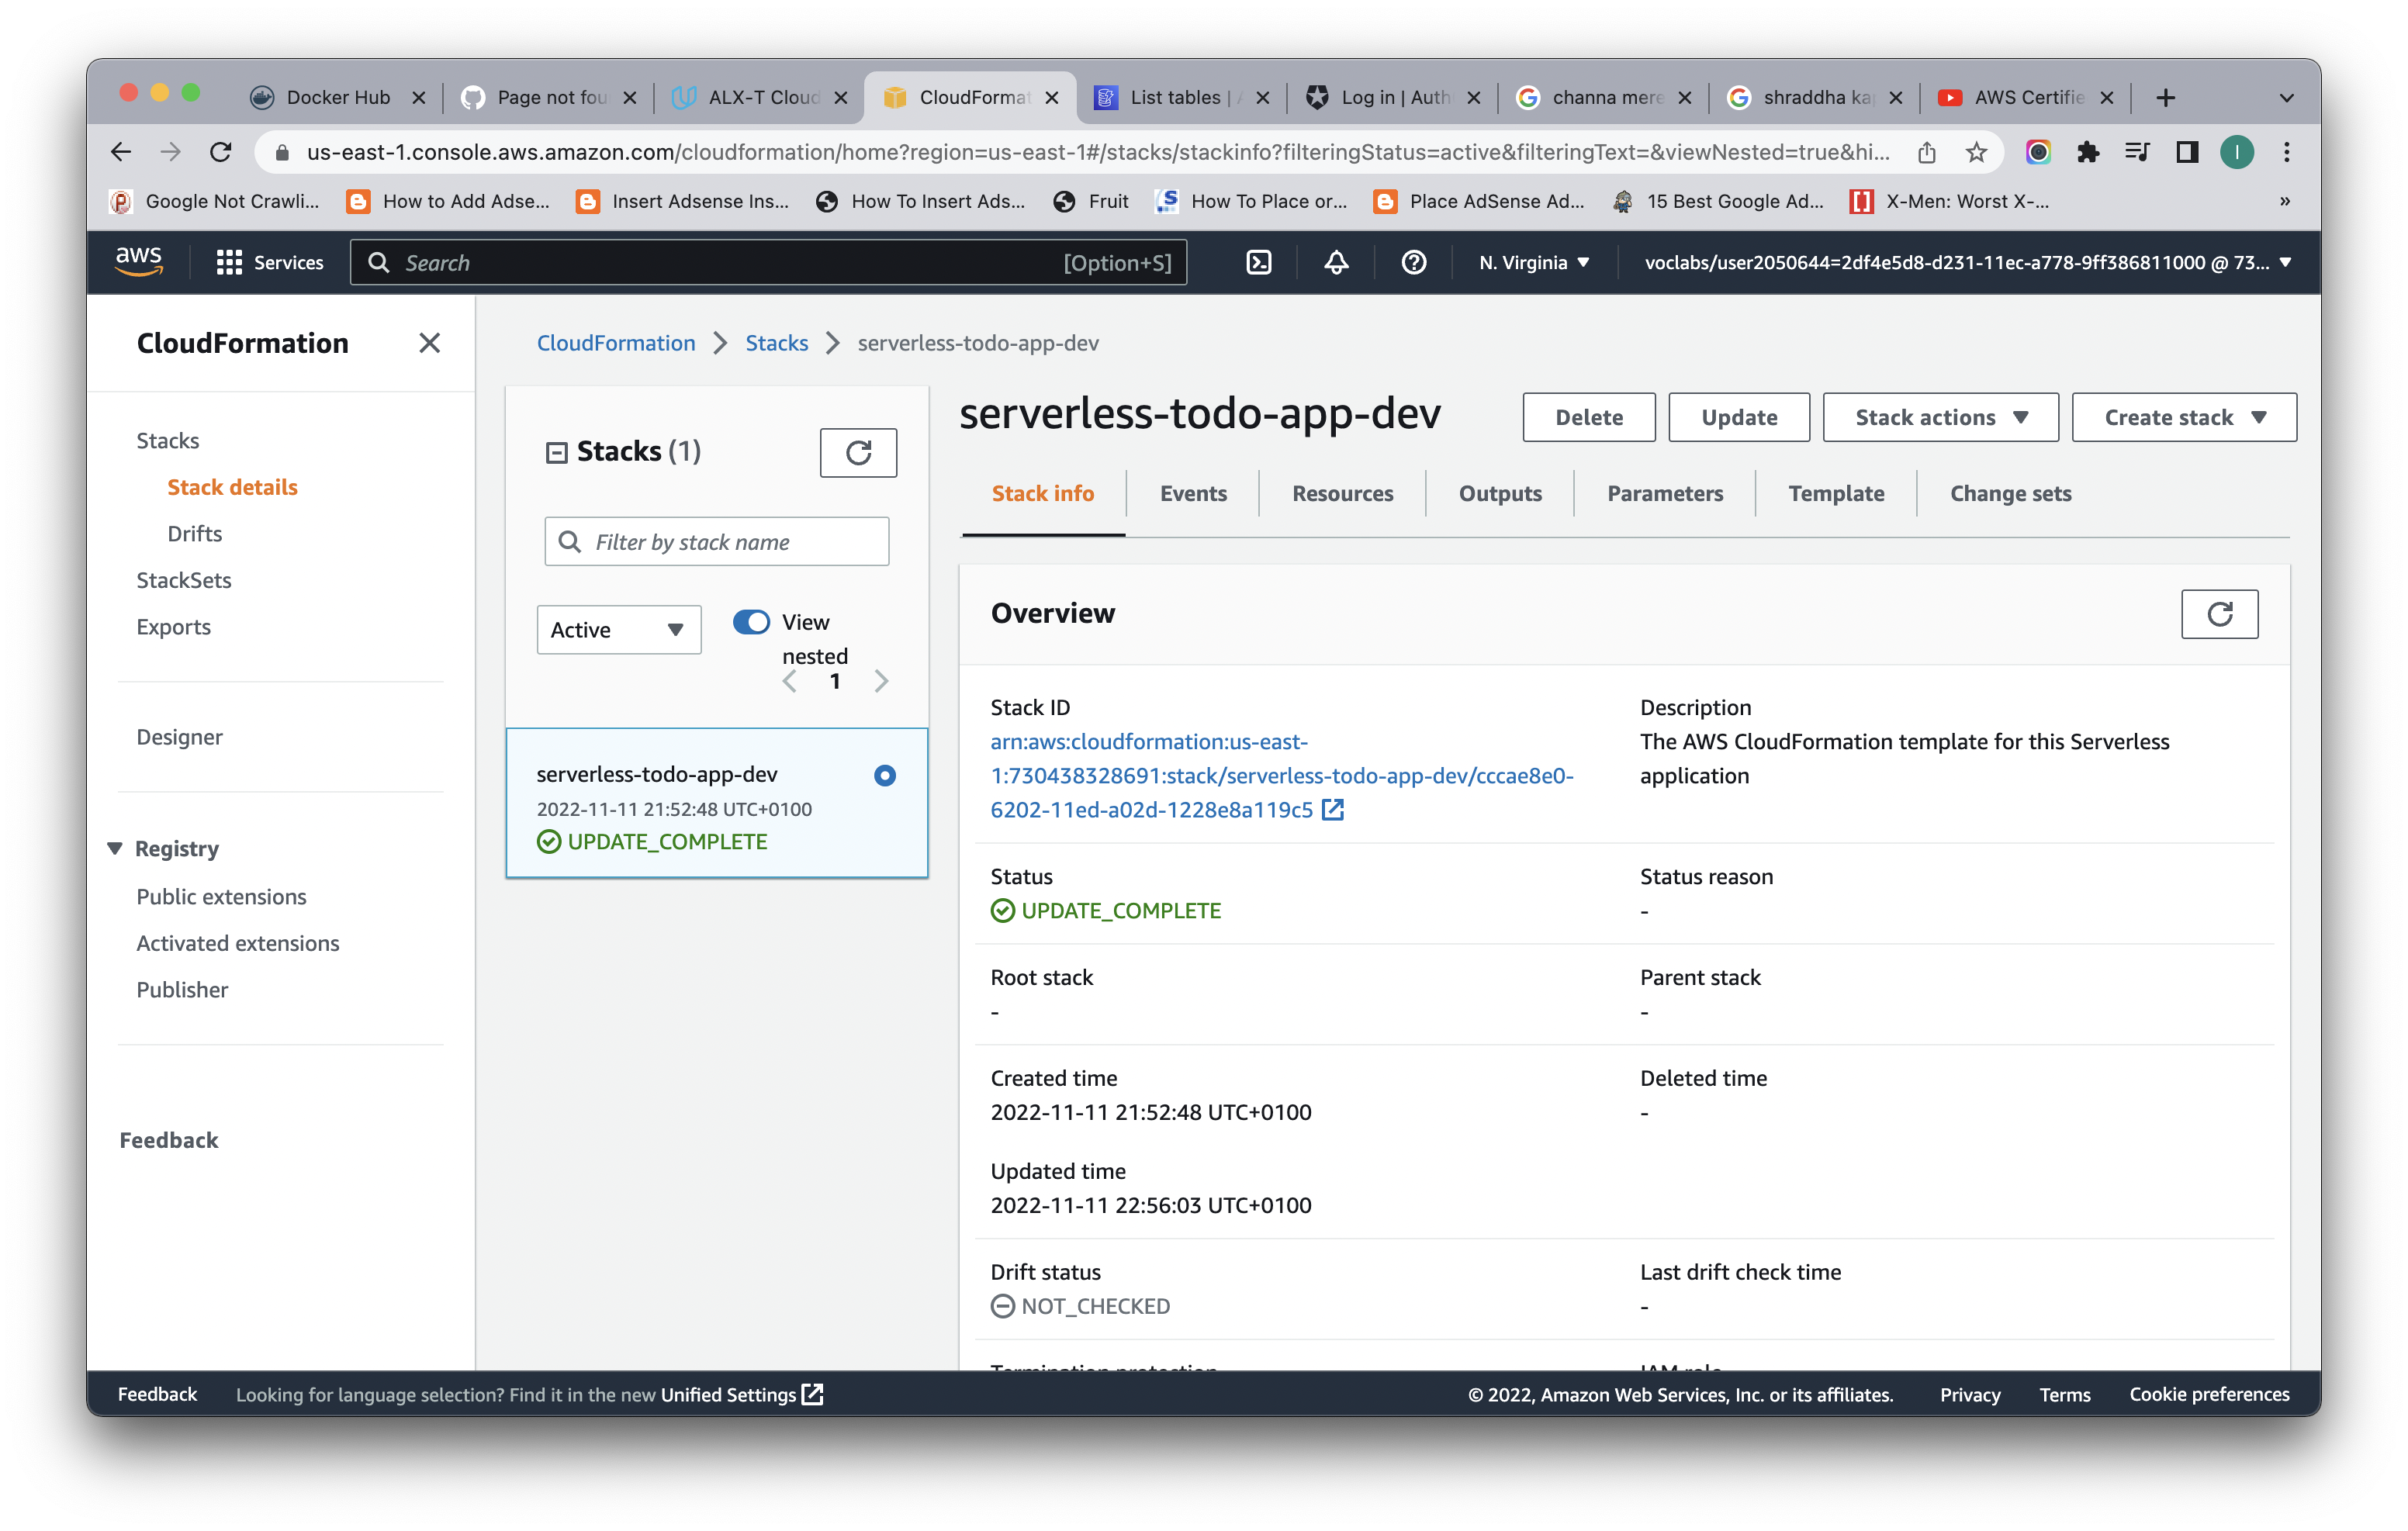 Docker Hub
Page not fou
ALX-T Cloud
CloudFormat
List tables |
Log in | Auth
channa mere
shraddha ka
AWS Certifie
us-east-1.console.aws.amazon.com/cloudformation/home?region=us-east-1#/stacks/stackinfo?filteringStatus=active&filteringText=&viewNested=true&hi...
I
Google Not Crawli...
How to Add Adse...
Insert Adsense Ins...
How To Insert Ads...
Fruit
How To Place or...
Place AdSense Ad...
15 Best Google Ad...
X-Men: Worst X-...
»
aws
Services
Search
[Option+S]
N. Virginia
voclabs/user2050644=2df4e5d8-d231-11ec-a778-9ff386811000 @ 73...
CloudFormation
Stacks
Stack details
Drifts
StackSets
Exports
Designer
Registry
Public extensions
Activated extensions
Publisher
Feedback
CloudFormation > Stacks > serverless-todo-app-dev
Stacks (1)
Filter by stack name
Active
View
nested
1
serverless-todo-app-dev
2022-11-11 21:52:48 UTC+0100
UPDATE_COMPLETE
serverless-todo-app-dev
Delete
Update
Stack actions
Create stack
Stack info
Events
Resources
Outputs
Parameters
Template
Change sets
Overview
Stack ID
arn:aws:cloudformation:us-east-
1:730438328691:stack/serverless-todo-app-dev/cccae8e0-
6202-11ed-a02d-1228e8a119c5
Description
The AWS CloudFormation template for this Serverless
application
Status
UPDATE_COMPLETE
Status reason
-
Root stack
-
Parent stack
-
Created time
2022-11-11 21:52:48 UTC+0100
Deleted time
-
Updated time
2022-11-11 22:56:03 UTC+0100
Drift status
NOT_CHECKED
Last drift check time
-
Termination protection
IAM role
Feedback
Looking for language selection? Find it in the new Unified Settings
© 2022, Amazon Web Services, Inc. or its affiliates.
Privacy
Terms
Cookie preferences